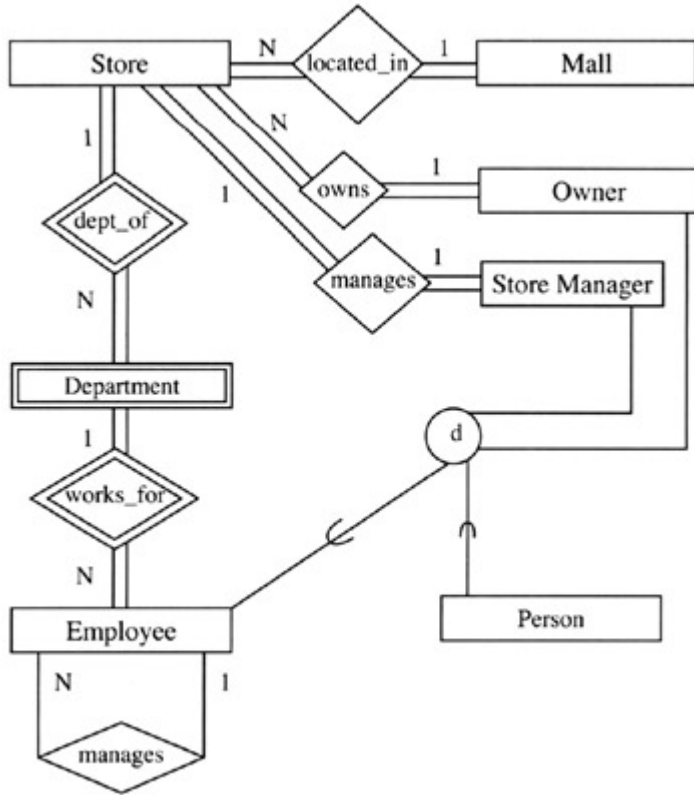 Store
N
located_in
1
Mall
1
N
1
owns
1
Owner
dept_of
manages
1
Store Manager
N
Department
d
1
works_for
N
Employee
Person
N
1
manages